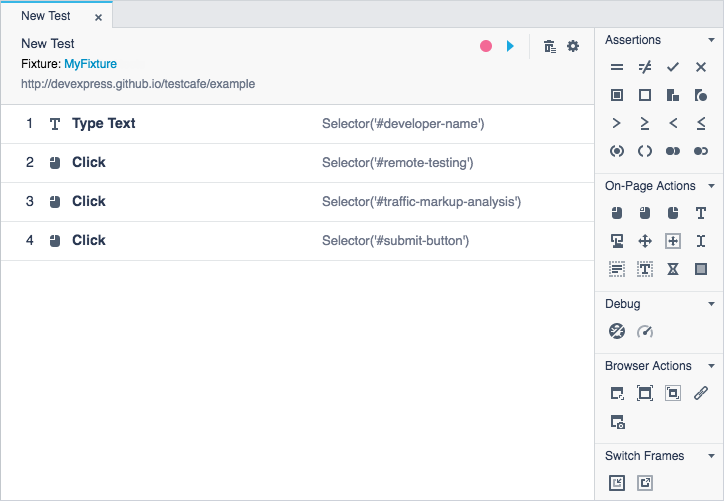 New Test ×
New Test
Fixture: MyFixture
http://devexpress.github.io/testcafe/example
1 Type Text Selector('#developer-name')
2 Click Selector('#remote-testing')
3 Click Selector('#traffic-markup-analysis')
4 Click Selector('#submit-button')
Assertions
On-Page Actions
Debug
Browser Actions
Switch Frames